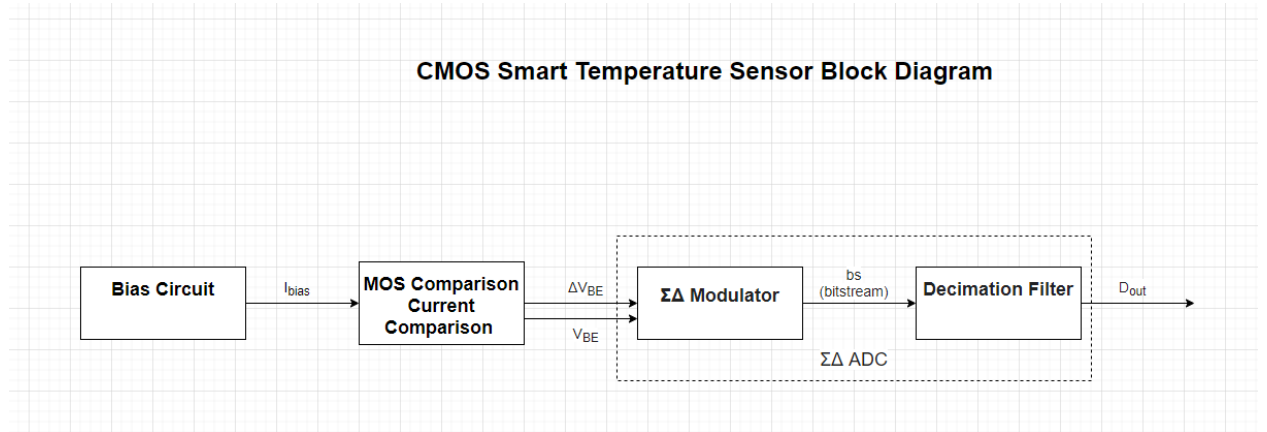 CMOS Smart Temperature Sensor Block Diagram
Bias Circuit
Ibias
MOS Comparison
Current
Comparison
ΔVBE
VBE
ΣΔ Modulator
bs
(bitstream)
Decimation Filter
Dout
ΣΔ ADC